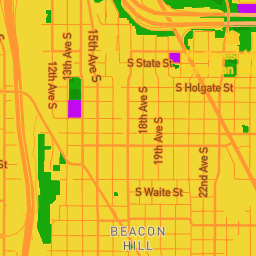 12th Ave S
13th Ave S
15th Ave S
S State St
S Holgate St
18th Ave S
19th Ave S
22nd Ave S
St
S Waite St
BEACON
HILL